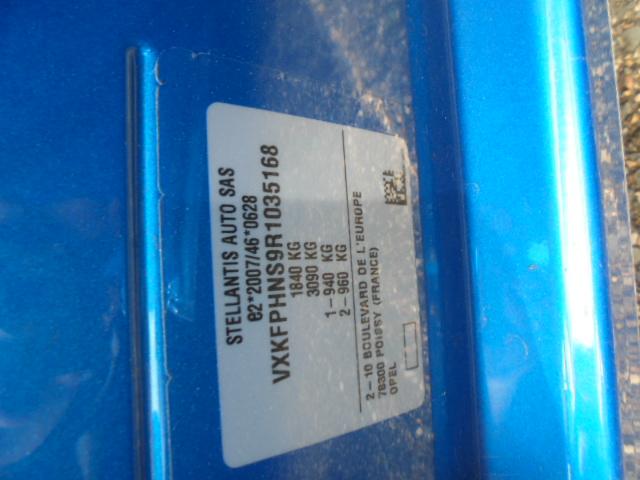 STELLANTIS AUTO SAS
e2*2007/46*0628
VXKFPHNS9R1035168
1840 KG
3090 KG
1-940 KG
2-960 KG
2-10 BOULEVARD DE L'EUROPE
78300 POISSY (FRANCE)
OPEL